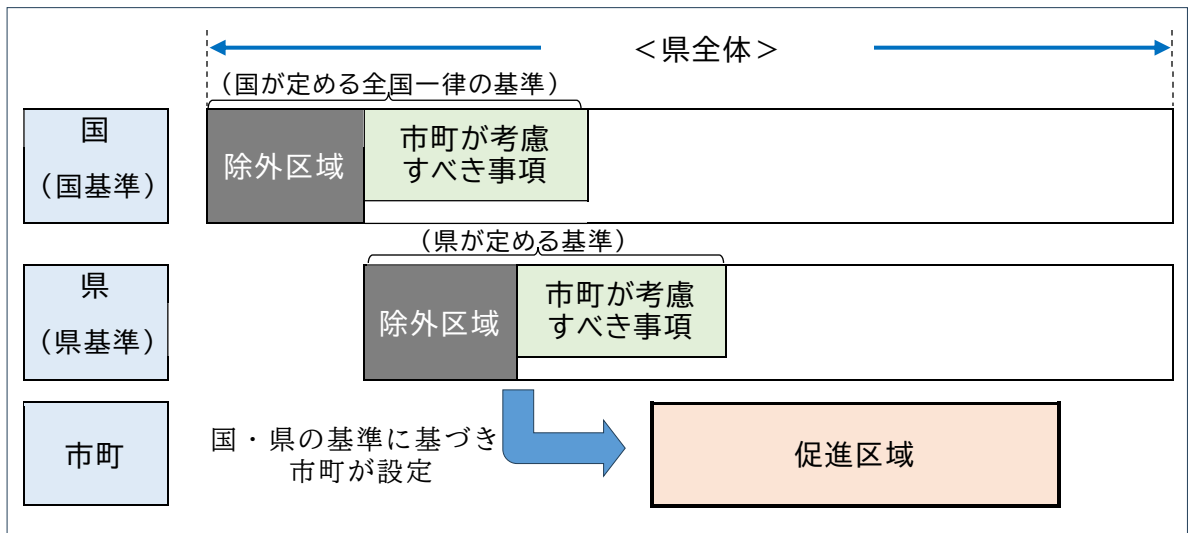 <県全体>
（国が定める全国一律の基準）
国
（国基準）
除外区域
市町が考慮
すべき事項
（県が定める基準）
県
（県基準）
除外区域
市町が考慮
すべき事項
市町
国・県の基準に基づき
市町が設定
促進区域